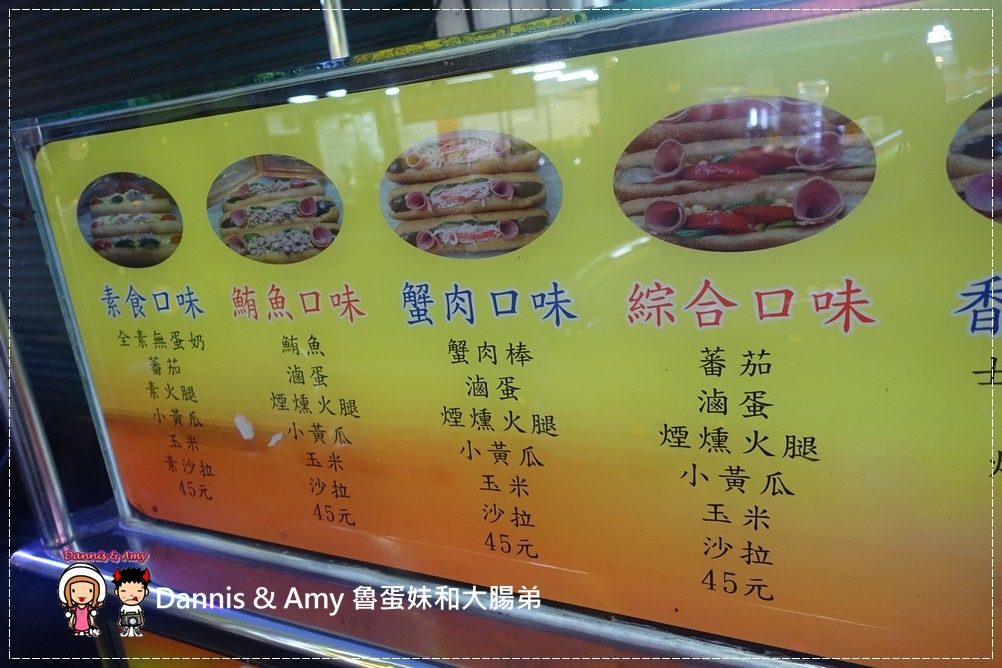 素食口味
全素無蛋奶
蕃茄
素火腿
小黃瓜
玉米
素沙拉
45元
鮪魚口味
鮪魚
滷蛋
煙燻火腿
小黃瓜
玉米
沙拉
45元
蟹肉口味
蟹肉棒
滷蛋
煙燻火腿
小黃瓜
玉米
沙拉
45元
綜合口味
蕃茄
滷蛋
煙燻火腿
小黃瓜
玉米
沙拉
45元
香
Dannis & Amy
Dannis & Amy 魯蛋妹和大腸弟